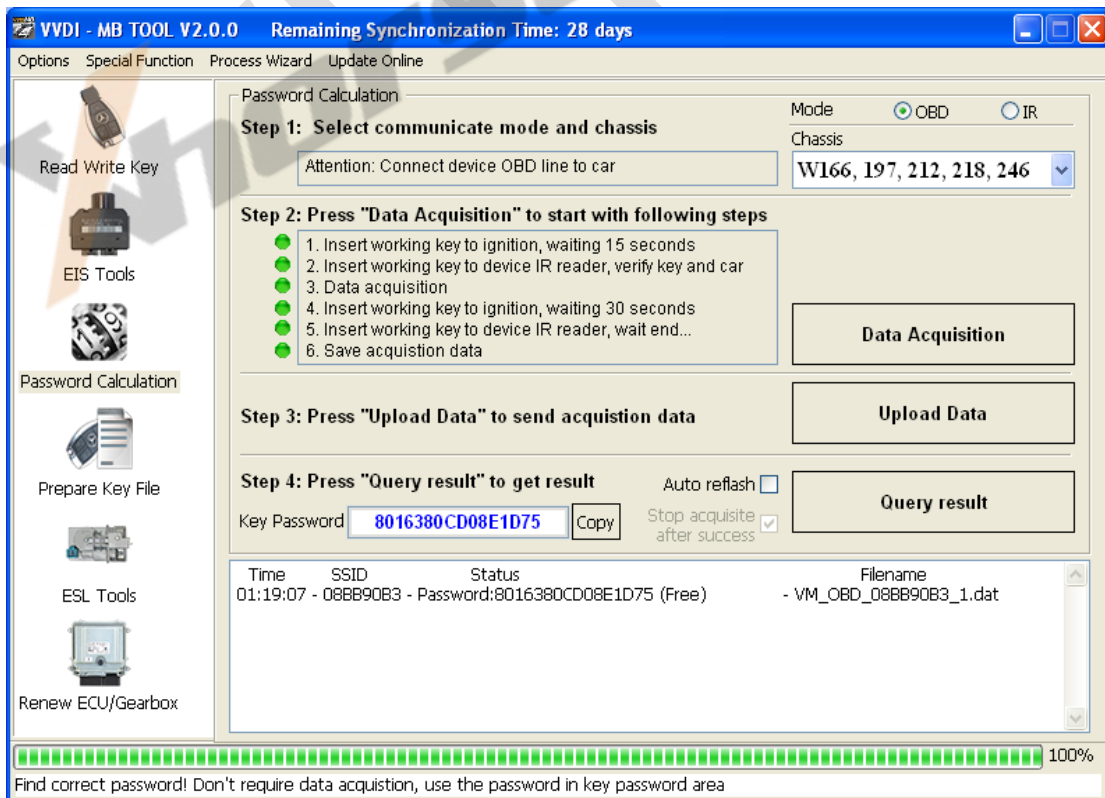 VVDI - MB TOOL V2.0.0 Remaining Synchronization Time: 28 days
Options Special Function Process Wizard Update Online
Read Write Key
EIS Tools
Password Calculation
Prepare Key File
ESL Tools
Renew ECU/Gearbox
Password Calculation
Mode OBD IR
Step 1: Select communicate mode and chassis
Chassis
Attention: Connect device OBD line to car
W166, 197, 212, 218, 246
Step 2: Press "Data Acquisition" to start with following steps
1. Insert working key to ignition, waiting 15 seconds
2. Insert working key to device IR reader, verify key and car
3. Data acquisition
4. Insert working key to ignition, waiting 30 seconds
5. Insert working key to device IR reader, wait end...
6. Save acquistion data
Data Acquisition
Step 3: Press "Upload Data" to send acquistion data
Upload Data
Step 4: Press "Query result" to get result
Auto reflash
Query result
Key Password 8016380CD08E1D75 Copy
Stop acquisite
after success
Time SSID Status Filename
01:19:07 - 08BB90B3 - Password:8016380CD08E1D75 (Free) - VM_OBD_08BB90B3_1.dat
100%
Find correct password! Don't require data acquistion, use the password in key password area